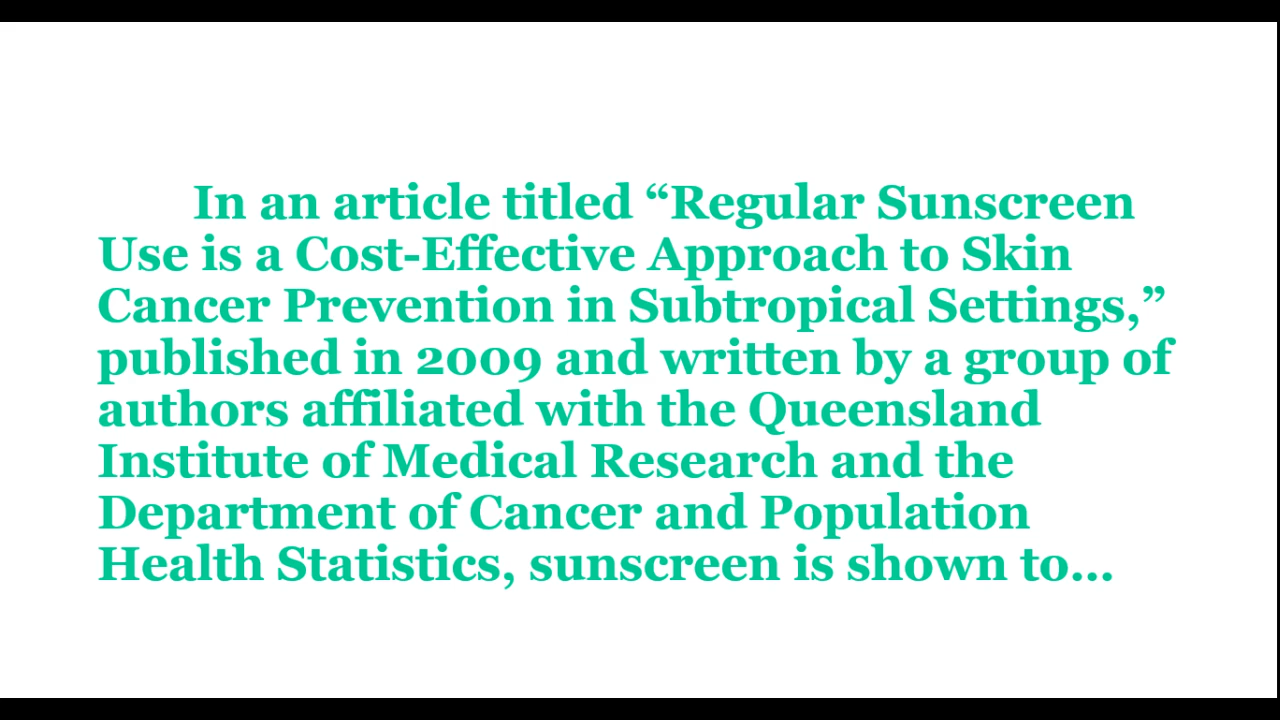 In an article titled “Regular Sunscreen
Use is a Cost-Effective Approach to Skin
Cancer Prevention in Subtropical Settings,”
published in 2009 and written by a group of
authors affiliated with the Queensland
Institute of Medical Research and the
Department of Cancer and Population
Health Statistics, sunscreen is shown to...